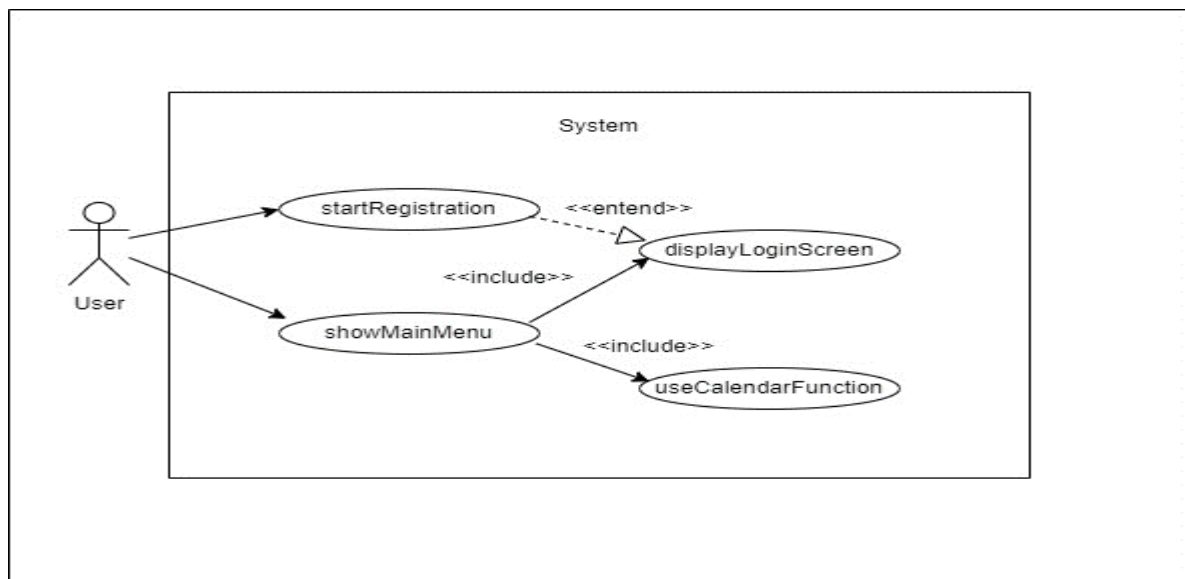 System
startRegistration
<<entend>>
displayLoginScreen
<<include>>
User
showMainMenu
<<include>>
useCalendarFunction